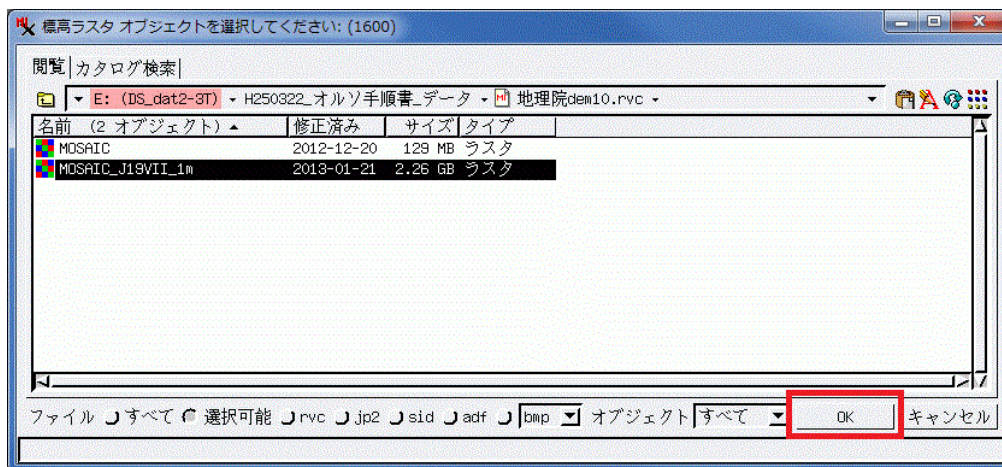 標高ラスタ オブジェクトを選択してください: (1600)
閲覧 カタログ検索
E: (DS_dat2-3T) H250322_オルソ手順書_データ 地理院dem10.rvc
名前 (2 オブジェクト) 修正済み サイズ タイプ
MOSAIC 2012-12-20 129 MB ラスタ
MOSAIC_J19VII_1m 2013-01-21 2.26 GB ラスタ
ファイル すべて 選択可能 rvc jp2 sid adf bmp オブジェクト すべて OK キャンセル